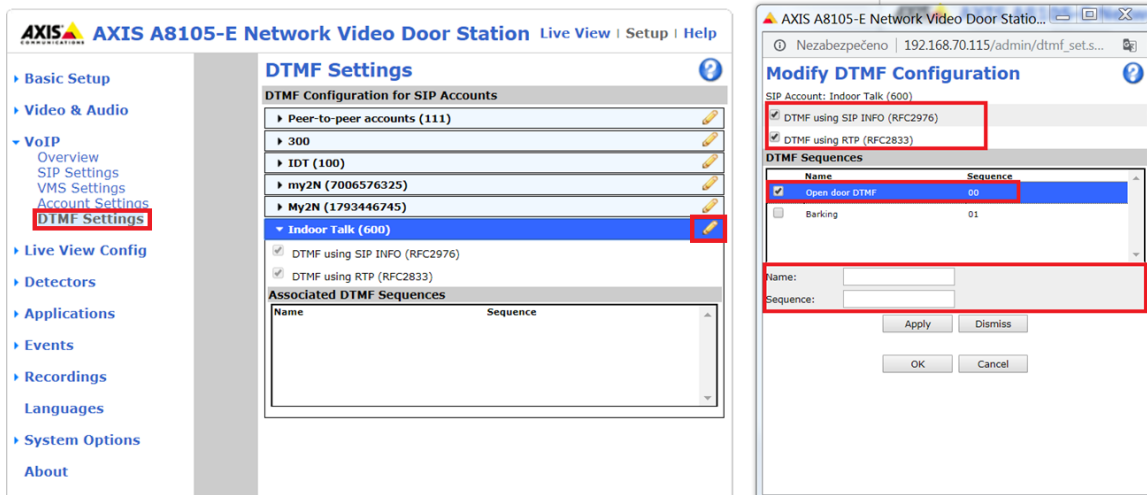 AXIS COMMUNICATIONS
AXIS A8105-E Network Video Door Station Live View | Setup | Help
Basic Setup
Video & Audio
VoIP
Overview
SIP Settings
VMS Settings
Account Settings
DTMF Settings
Live View Config
Detectors
Applications
Events
Recordings
Languages
System Options
About
DTMF Settings
DTMF Configuration for SIP Accounts
Peer-to-peer accounts (111)
300
IDT (100)
my2N (7006576325)
My2N (1793446745)
Indoor Talk (600)
DTMF using SIP INFO (RFC2976)
DTMF using RTP (RFC2833)
Associated DTMF Sequences
Name Sequence
AXIS A8105-E Network Video Door Statio...
Nezabezpečeno | 192.168.70.115/admin/dtmf_set.s...
Modify DTMF Configuration
SIP Account: Indoor Talk (600)
DTMF using SIP INFO (RFC2976)
DTMF using RTP (RFC2833)
DTMF Sequences
Name Sequence
Open door DTMF 00
Barking 01
Name:
Sequence:
Apply Dismiss
OK Cancel